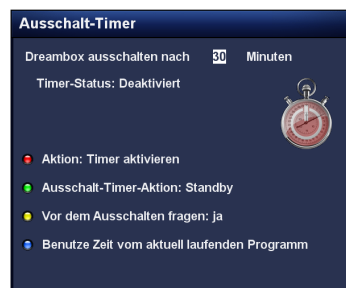 Ausschalt-Timer
Dreambox ausschalten nach 30 Minuten
Timer-Status: Deaktiviert
Aktion: Timer aktivieren
Ausschalt-Timer-Aktion: Standby
Vor dem Ausschalten fragen: ja
Benutze Zeit vom aktuell laufenden Programm